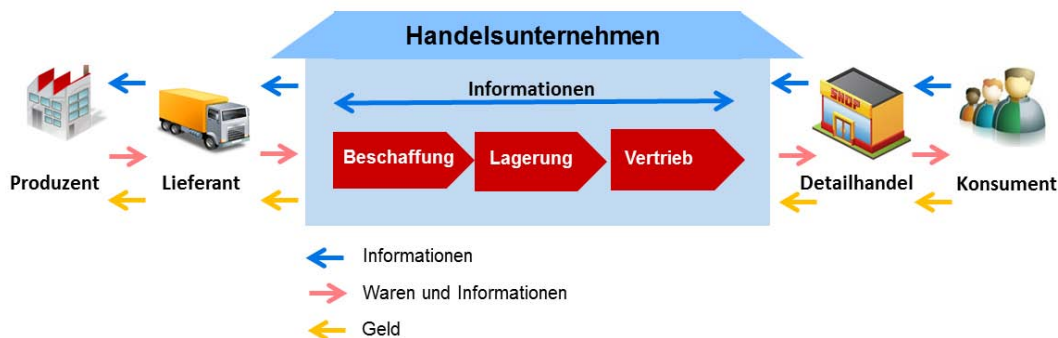 Handelsunternehmen
Informationen
SHOP
Beschaffung
Lagerung
Vertrieb
Produzent
Lieferant
Detailhandel
Konsument
Informationen
Waren und Informationen
Geld